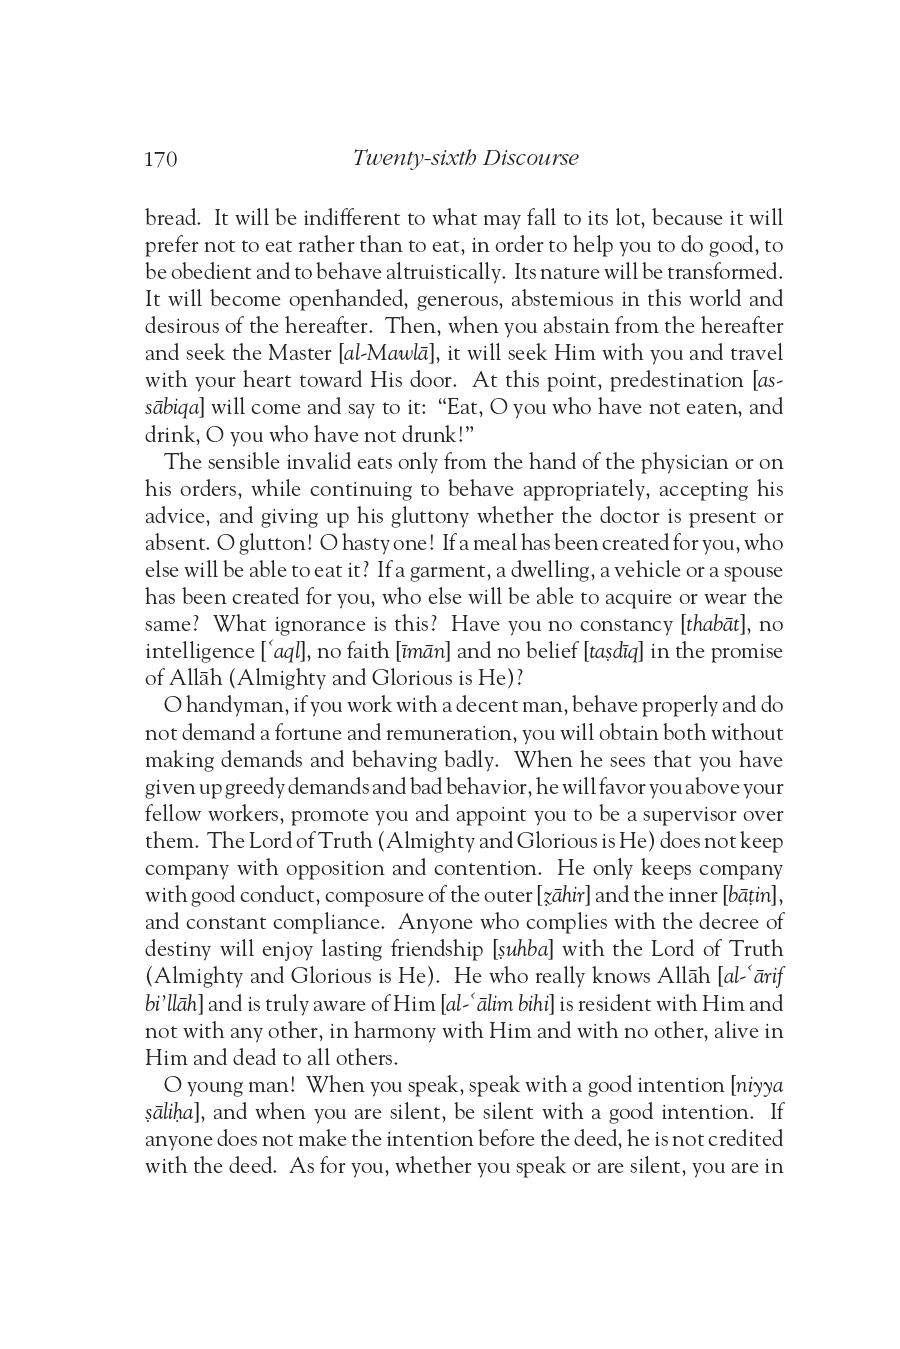 170
Twenty-sixth Discourse
bread. It will be indifferent to what may fall to its lot, because it will
prefer not to eat rather than to eat, in order to help you to do good, to
be obedient and to behave altruistically. Its nature will be transformed.
It will become openhanded, generous, abstemious in this world and
desirous of the hereafter. Then, when you abstain from the hereafter
and seek the Master [al-Mawlā], it will seek Him with you and travel
with your heart toward His door. At this point, predestination [as-
sābiqa] will come and say to it: “Eat, O you who have not eaten, and
drink, O you who have not drunk!”
The sensible invalid eats only from the hand of the physician or on
his orders, while continuing to behave appropriately, accepting his
advice, and giving up his gluttony whether the doctor is present or
absent. O glutton! O hasty one! If a meal has been created for you, who
else will be able to eat it? If a garment, a dwelling, a vehicle or a spouse
has been created for you, who else will be able to acquire or wear the
same? What ignorance is this? Have you no constancy [thabāt], no
intelligence [ʿaql], no faith [īmān] and no belief [taṣdīq] in the promise
of Allāh (Almighty and Glorious is He)?
O handyman, if you work with a decent man, behave properly and do
not demand a fortune and remuneration, you will obtain both without
making demands and behaving badly. When he sees that you have
given up greedy demands and bad behavior, he will favor you above your
fellow workers, promote you and appoint you to be a supervisor over
them. The Lord of Truth (Almighty and Glorious is He) does not keep
company with opposition and contention. He only keeps company
with good conduct, composure of the outer [ẓāhir] and the inner [bāṭin],
and constant compliance. Anyone who complies with the decree of
destiny will enjoy lasting friendship [ṣuhba] with the Lord of Truth
(Almighty and Glorious is He). He who really knows Allāh [al-ʿārif
bi’llāh] and is truly aware of Him [al-ʿālim bihi] is resident with Him and
not with any other, in harmony with Him and with no other, alive in
Him and dead to all others.
O young man! When you speak, speak with a good intention [niyya
ṣāliḥa], and when you are silent, be silent with a good intention. If
anyone does not make the intention before the deed, he is not credited
with the deed. As for you, whether you speak or are silent, you are in